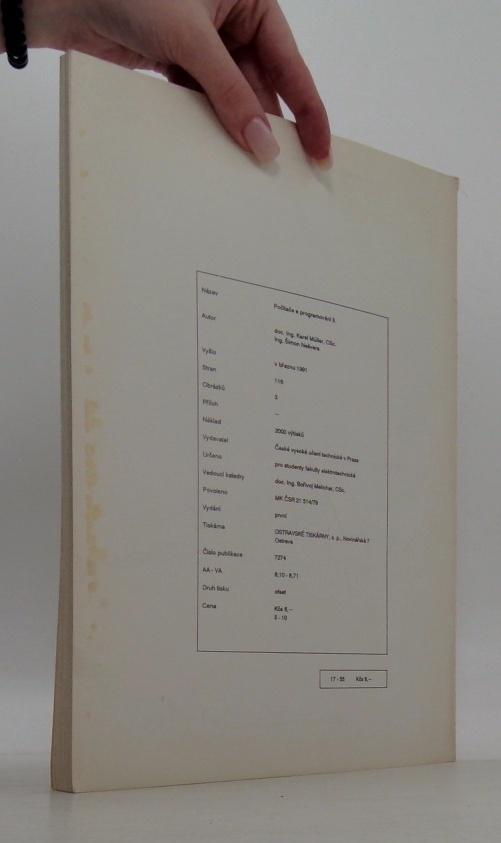 Název Počítače a programování II.
Autor doc. Ing. Karel Müller, CSc.
Ing. Šimon Nešvera
Vyšlo v březnu 1991
Stran 116
Obrázků 3
Příloh —
Náklad 2000 výtisků
Vydavatel České vysoké učení technické v Praze
Určeno pro studenty fakulty elektrotechnické
Vedoucí katedry doc. Ing. Bořivoj Melichar, CSc.
Povoleno MK ČSR 21 514/79
Vydání první
Tiskárna OSTRAVSKÉ TISKÁRNY, s. p., Novinářská 7
Ostrava
Číslo publikace 7274
AA - VA 8,10 - 8,71
Druh tisku ofset
Cena Kčs 8,—
17 - 55 Kčs 8,—